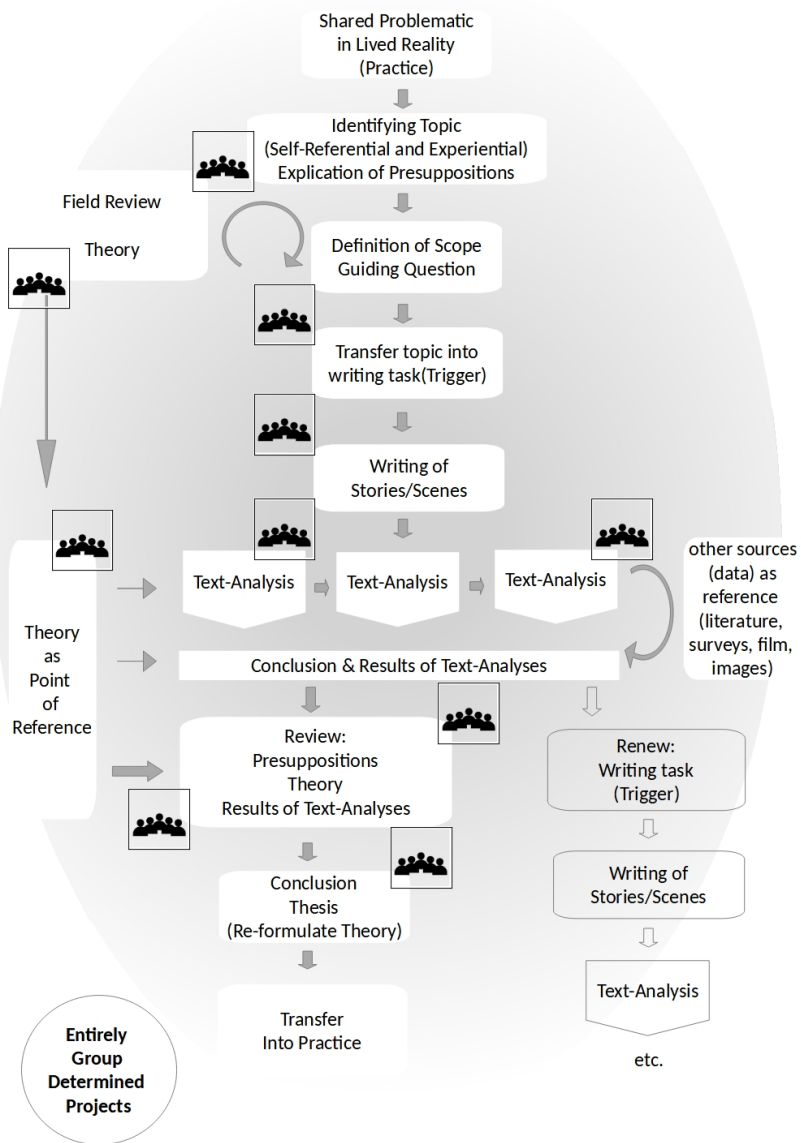 Shared Problematic
in Lived Reality
(Practice)
Identifying Topic
(Self-Referential and Experiential)
Explication of Presuppositions
Field Review
Theory
Definition of Scope
Guiding Question
Transfer topic into
writing task(Trigger)
Writing of
Stories/Scenes
Text-Analysis
Text-Analysis
Text-Analysis
other sources
(data) as
reference
(literature,
surveys, film,
images)
Theory
as
Point
of
Reference
Conclusion & Results of Text-Analyses
Review:
Presuppositions
Theory
Results of Text-Analyses
Renew:
Writing task
(Trigger)
Conclusion
Thesis
(Re-formulate Theory)
Writing of
Stories/Scenes
Transfer
Into Practice
Text-Analysis
etc.
Entirely
Group
Determined
Projects